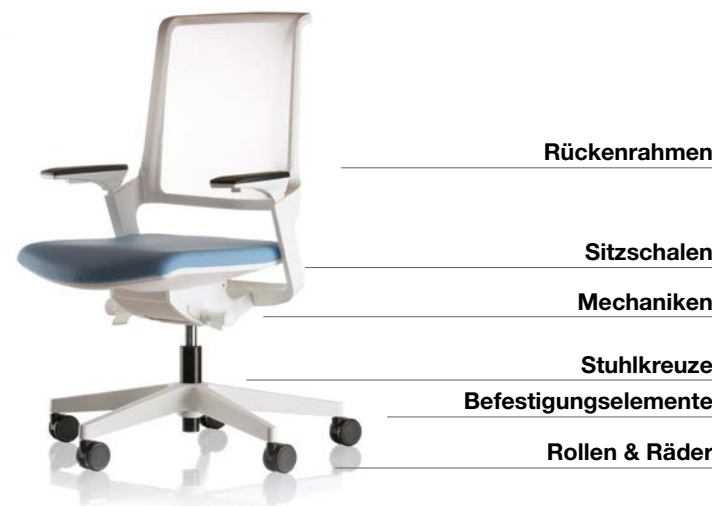 Rückenrahmen
Sitzschalen
Mechaniken
Stuhlkreuze
Befestigungselemente
Rollen & Räder